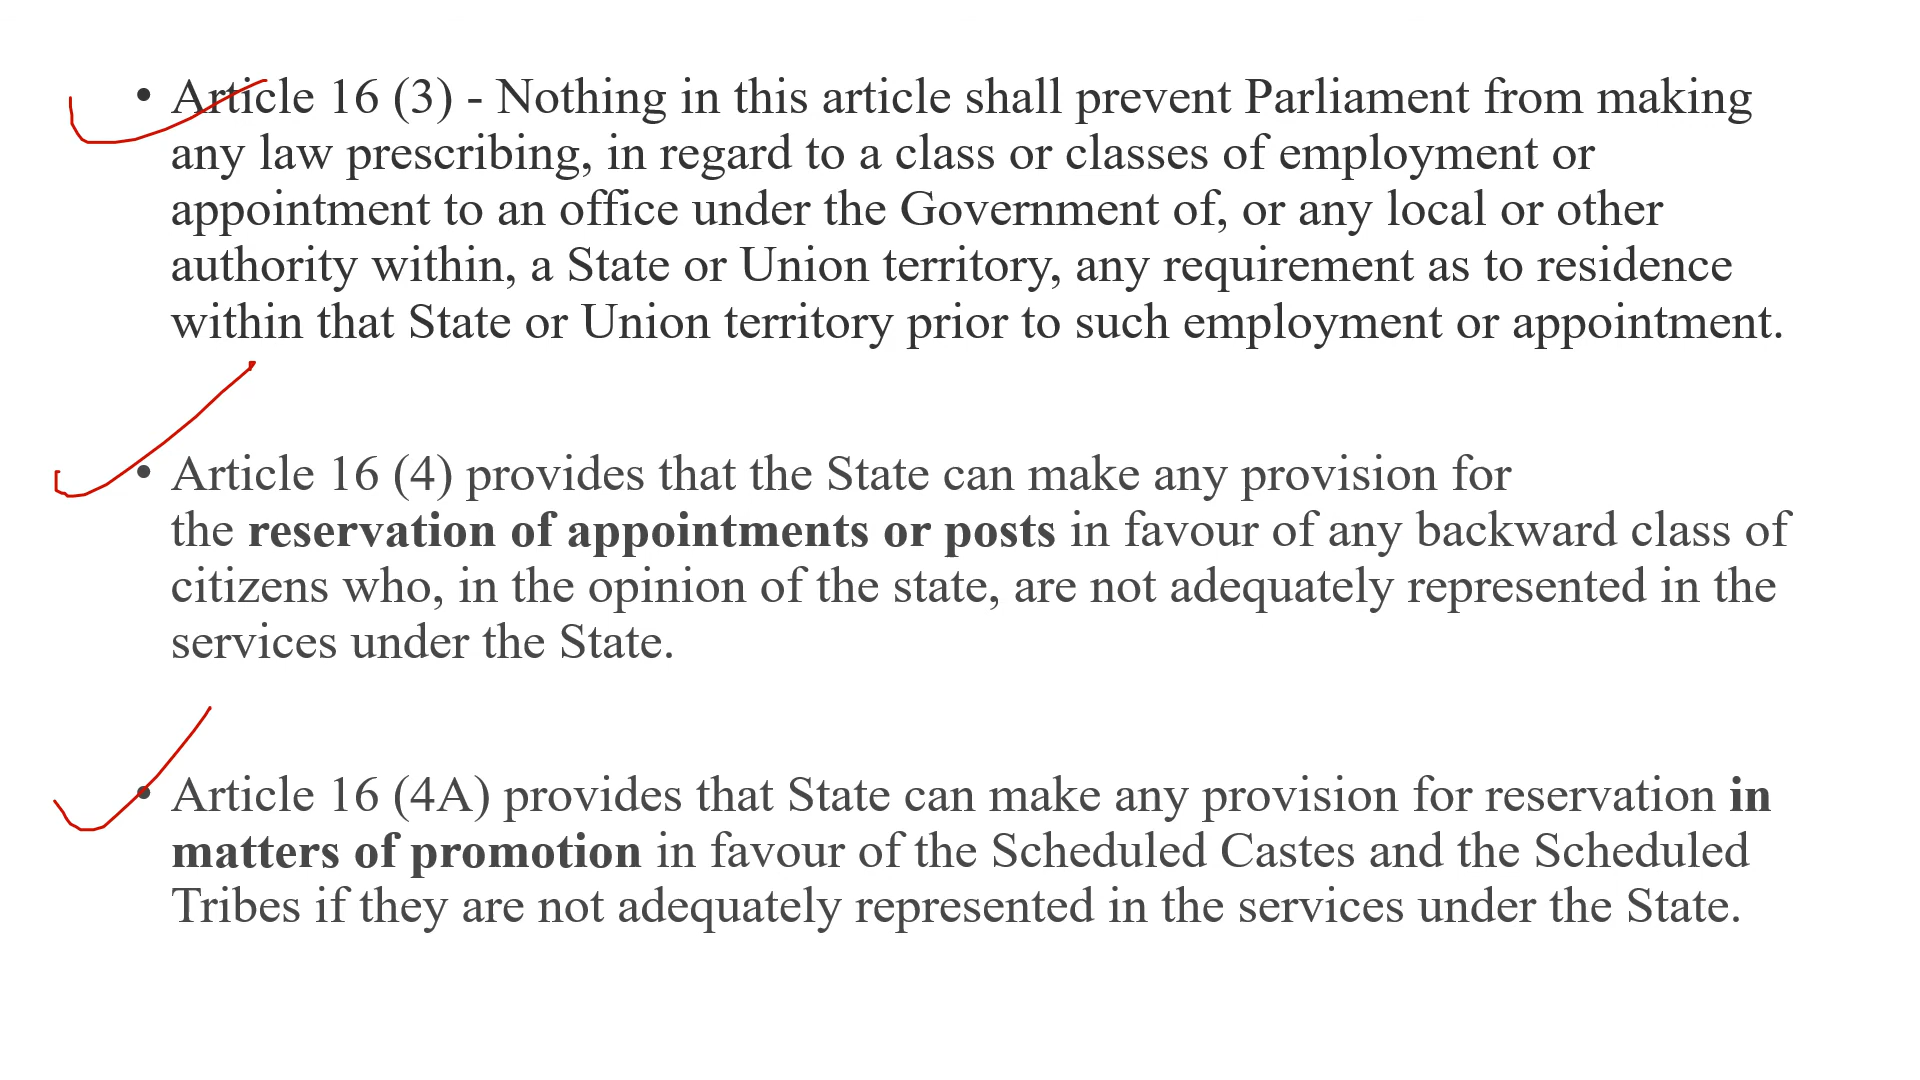 • Article 16 (3) - Nothing in this article shall prevent Parliament from making
any law prescribing, in regard to a class or classes of employment or
appointment to an office under the Government of, or any local or other
authority within, a State or Union territory, any requirement as to residence
within that State or Union territory prior to such employment or appointment.
• Article 16 (4) provides that the State can make any provision for
the reservation of appointments or posts in favour of any backward class of
citizens who, in the opinion of the state, are not adequately represented in the
services under the State.
• Article 16 (4A) provides that State can make any provision for reservation in
matters of promotion in favour of the Scheduled Castes and the Scheduled
Tribes if they are not adequately represented in the services under the State.